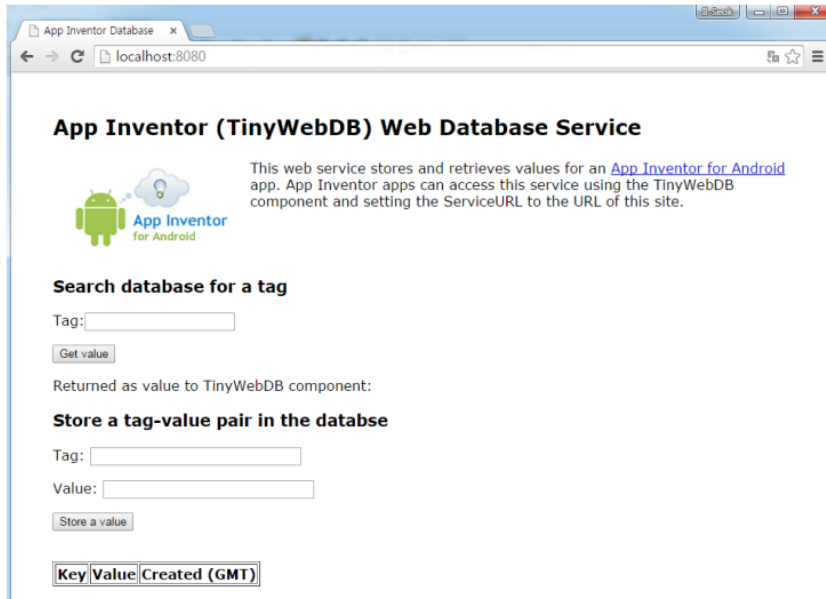 App Inventor Database
localhost:8080
App Inventor (TinyWebDB) Web Database Service
This web service stores and retrieves values for an App Inventor for Android
app. App Inventor apps can access this service using the TinyWebDB
component and setting the ServiceURL to the URL of this site.
App Inventor
for Android
Search database for a tag
Tag:
Get value
Returned as value to TinyWebDB component:
Store a tag-value pair in the databse
Tag:
Value:
Store a value
Key Value Created (GMT)